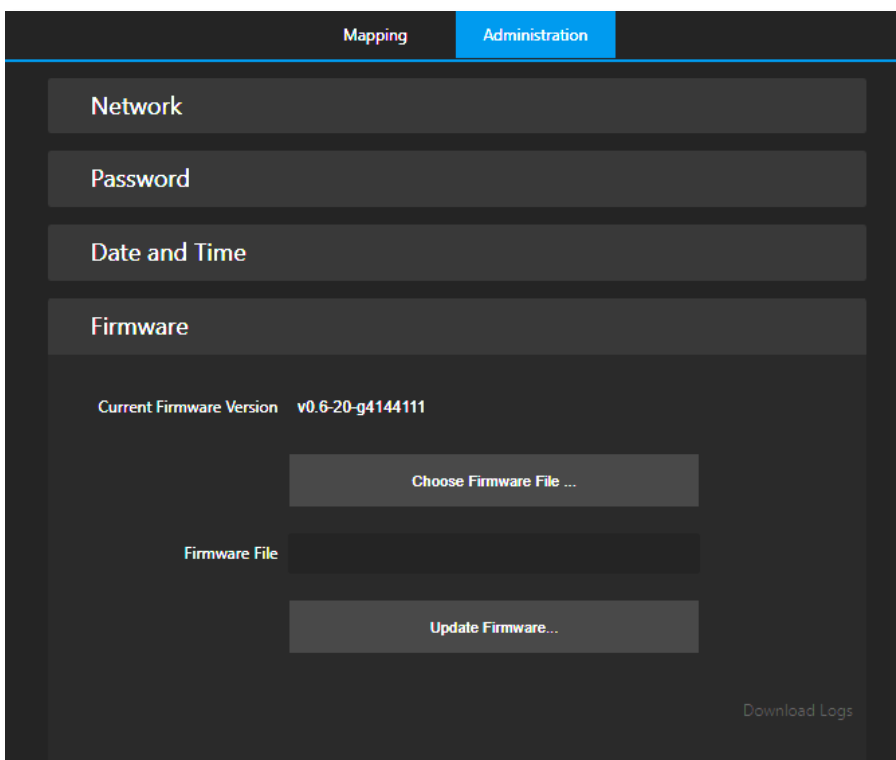 Mapping Administration
Network
Password
Date and Time
Firmware
Current Firmware Version v0.6-20-g4144111
Choose Firmware File ...
Firmware File
Update Firmware...
Download Logs